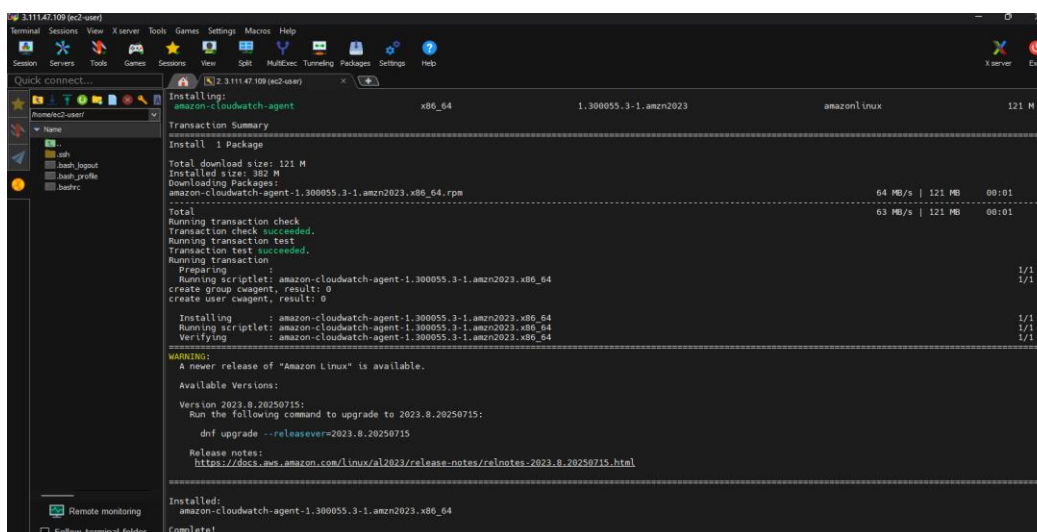 3.111.47.109 (ec2-user)
Terminal Sessions View X server Tools Games Settings Macros Help
Session Servers Tools Games Sessions View Split MultiExec Tunneling Packages Settings Help
X server
Quick connect...
2. 3.111.47.109 (ec2-user)
/home/ec2-user/
Name
..
.ssh
.bash_logout
.bash_profile
.bashrc
Installing:
amazon-cloudwatch-agent x86_64 1.300055.3-1.amzn2023 amazonlinux 121 M
Transaction Summary
Install 1 Package
Total download size: 121 M
Installed size: 382 M
Downloading Packages:
amazon-cloudwatch-agent-1.300055.3-1.amzn2023.x86_64.rpm 64 MB/s | 121 MB 00:01
Total 63 MB/s | 121 MB 00:01
Running transaction check
Transaction check succeeded.
Running transaction test
Transaction test succeeded.
Running transaction
Preparing : 1/1
Running scriptlet: amazon-cloudwatch-agent-1.300055.3-1.amzn2023.x86_64 1/1
create group cwagent, result: 0
create user cwagent, result: 0
Installing : amazon-cloudwatch-agent-1.300055.3-1.amzn2023.x86_64 1/1
Running scriptlet: amazon-cloudwatch-agent-1.300055.3-1.amzn2023.x86_64 1/1
Verifying : amazon-cloudwatch-agent-1.300055.3-1.amzn2023.x86_64 1/1
WARNING:
A newer release of "Amazon Linux" is available.
Available Versions:
Version 2023.8.20250715:
Run the following command to upgrade to 2023.8.20250715:
dnf upgrade --releasever=2023.8.20250715
Release notes:
https://docs.aws.amazon.com/linux/al2023/release-notes/relnotes-2023.8.20250715.html
Installed:
amazon-cloudwatch-agent-1.300055.3-1.amzn2023.x86_64
Complete!
Remote monitoring
Follow terminal folder